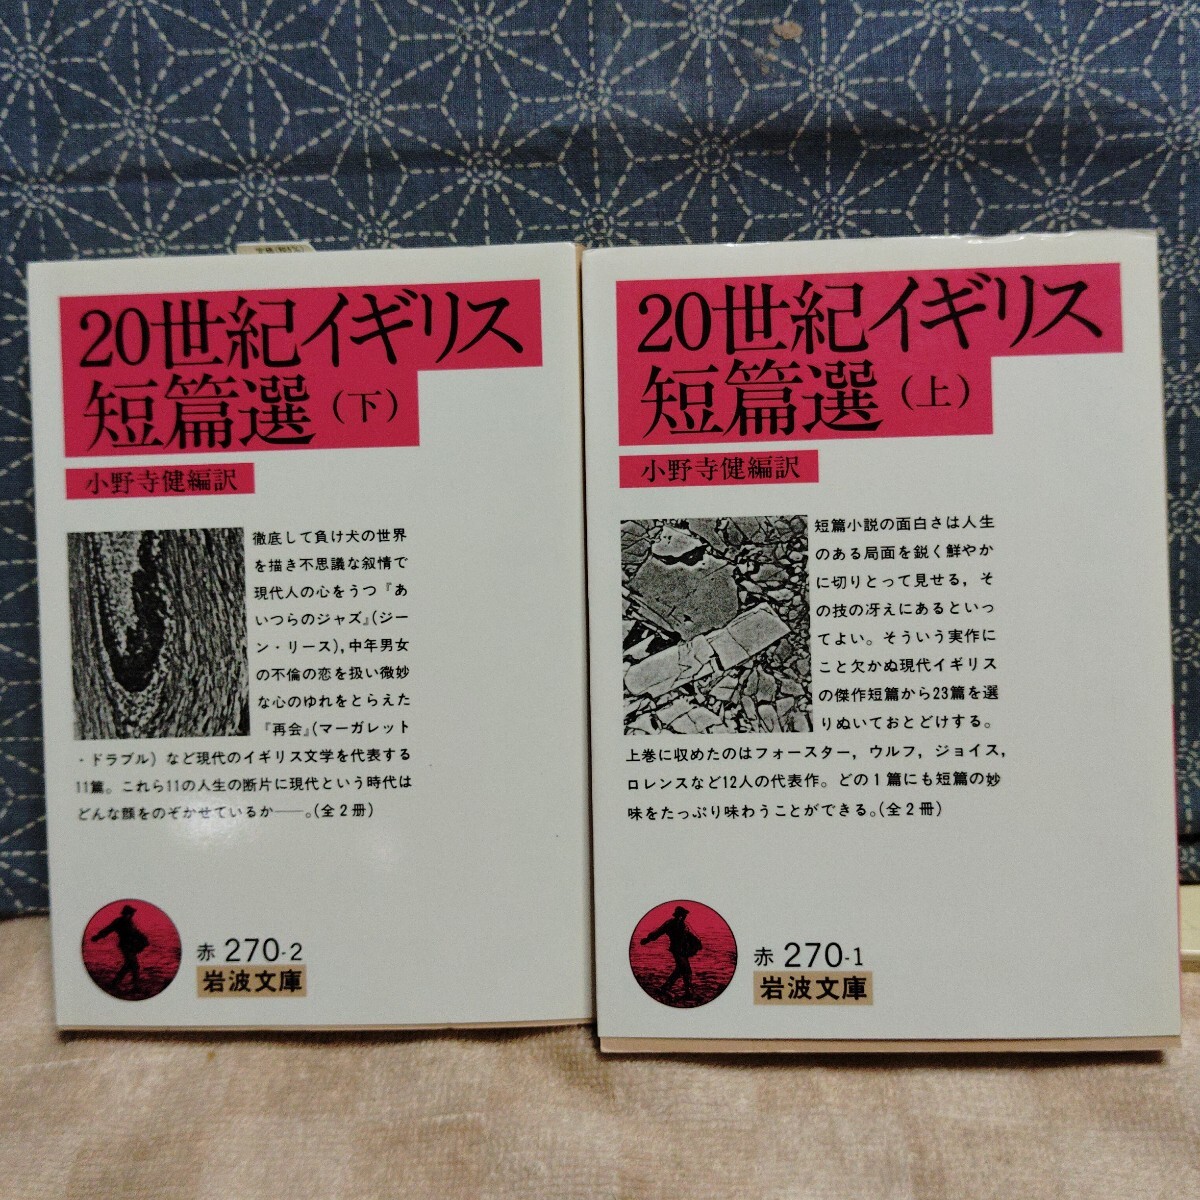 20世紀イギリス
短篇選（下）
小野寺健編訳
徹底して負け犬の世界
を描き不思議な叙情で
現代人の心をうつ『あ
いつらのジャズ』(ジー
ン・リース),中年男女
の不倫の恋を扱い微妙
な心のゆれをとらえた
『再会』(マーガレット
・ドラブル）など現代のイギリス文学を代表する
11篇。これら11の人生の断片に現代という時代は
どんな顔をのぞかせているか――。(全2冊)
赤 270-2
岩波文庫
20世紀イギリス
短篇選（上）
小野寺健編訳
短篇小説の面白さは人生
のある局面を鋭く鮮やか
に切りとって見せる，そ
の技の冴えにあるといっ
てよい。そういう実作に
こと欠かぬ現代イギリス
の傑作短篇から23篇を選
りぬいておとどけする。
上巻に収めたのはフォースター，ウルフ，ジョイス，
ロレンスなど12人の代表作。どの1篇にも短篇の妙
味をたっぷり味わうことができる。(全2冊)
赤 270-1
岩波文庫